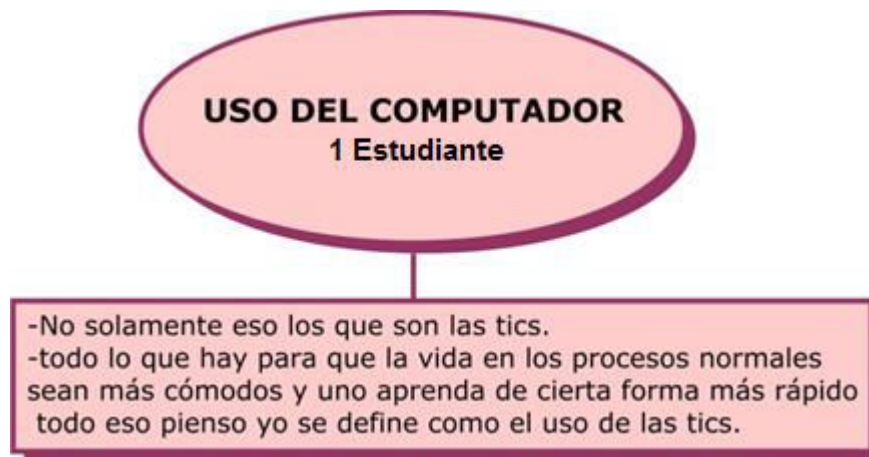 USO DEL COMPUTADOR
1 Estudiante
-No solamente eso los que son las tics.
-todo lo que hay para que la vida en los procesos normales
sean más cómodos y uno aprenda de cierta forma más rápido
todo eso pienso yo se define como el uso de las tics.